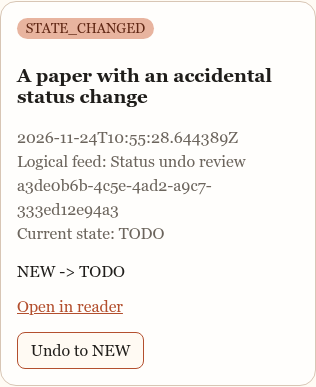 STATE_CHANGED
A paper with an accidental
status change
2026-11-24T10:55:28.644389Z
Logical feed: Status undo review
a3de0b6b-4c5e-4ad2-a9c7-
333ed12e94a3
Current state: TODO
NEW -> TODO
Open in reader
Undo to NEW